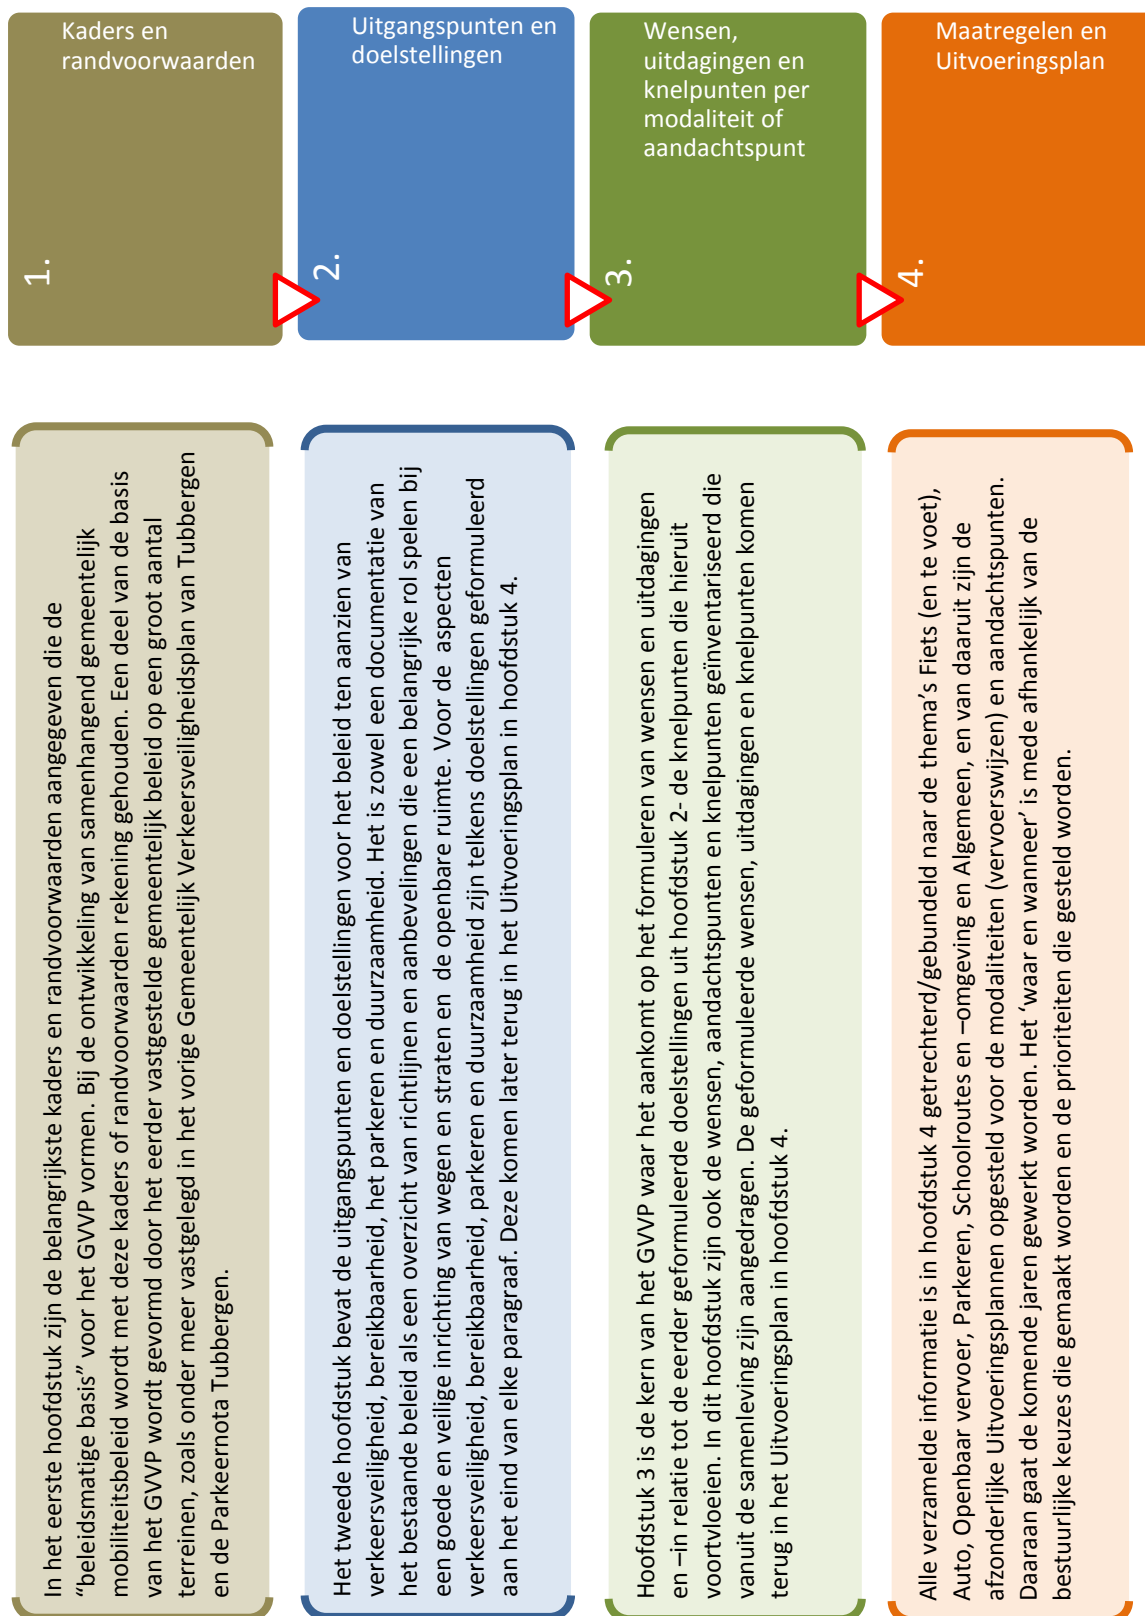 1.
Kaders en
randvoorwaarden
In het eerste hoofdstuk zijn de belangrijkste kaders en randvoorwaarden aangegeven die de
“beleidsmatige basis” voor het GVVP vormen. Bij de ontwikkeling van samenhangend gemeentelijk
mobiliteitsbeleid wordt met deze kaders of randvoorwaarden rekening gehouden. Een deel van de basis
van het GVVP wordt gevormd door het eerder vastgestelde gemeentelijk beleid op een groot aantal
terreinen, zoals onder meer vastgelegd in het vorige Gemeentelijk Verkeersveiligheidsplan van Tubbergen
en de Parkeernota Tubbergen.
2.
Uitgangspunten en
doelstellingen
Het tweede hoofdstuk bevat de uitgangspunten en doelstellingen voor het beleid ten aanzien van
verkeersveiligheid, bereikbaarheid, het parkeren en duurzaamheid. Het is zowel een documentatie van
het bestaande beleid als een overzicht van richtlijnen en aanbevelingen die een belangrijke rol spelen bij
een goede en veilige inrichting van wegen en straten en de openbare ruimte. Voor de aspecten
verkeersveiligheid, bereikbaarheid, parkeren en duurzaamheid zijn telkens doelstellingen geformuleerd
aan het eind van elke paragraaf. Deze komen later terug in het Uitvoeringsplan in hoofdstuk 4.
3.
Wensen,
uitdagingen en
knelpunten per
modaliteit of
aandachtspunt
Hoofdstuk 3 is de kern van het GVVP waar het aankomt op het formuleren van wensen en uitdagingen
en –in relatie tot de eerder geformuleerde doelstellingen uit hoofdstuk 2- de knelpunten die hieruit
voortvloeien. In dit hoofdstuk zijn ook de wensen, aandachtspunten en knelpunten geïnventariseerd die
vanuit de samenleving zijn aangedragen. De geformuleerde wensen, uitdagingen en knelpunten komen
terug in het Uitvoeringsplan in hoofdstuk 4.
4.
Maatregelen en
Uitvoeringsplan
Alle verzamelde informatie is in hoofdstuk 4 getrechterd/gebundeld naar de thema’s Fiets (en te voet),
Auto, Openbaar vervoer, Parkeren, Schoolroutes en –omgeving en Algemeen, en van daaruit zijn de
afzonderlijke Uitvoeringsplannen opgesteld voor de modaliteiten (vervoerswijzen) en aandachtspunten.
Daaraan gaat de komende jaren gewerkt worden. Het ‘waar en wanneer’ is mede afhankelijk van de
bestuurlijke keuzes die gemaakt worden en de prioriteiten die gesteld worden.